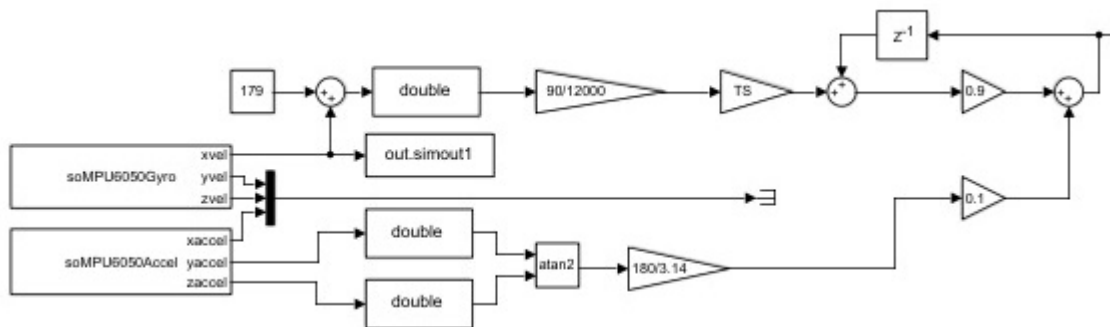 z⁻¹
179
double
90/12000
TS
0.9
xvel
out.simout1
soMPU6050Gyro
yvel
zvel
0.1
xaccel
double
soMPU6050Accel
yaccel
atan2
180/3.14
zaccel
double